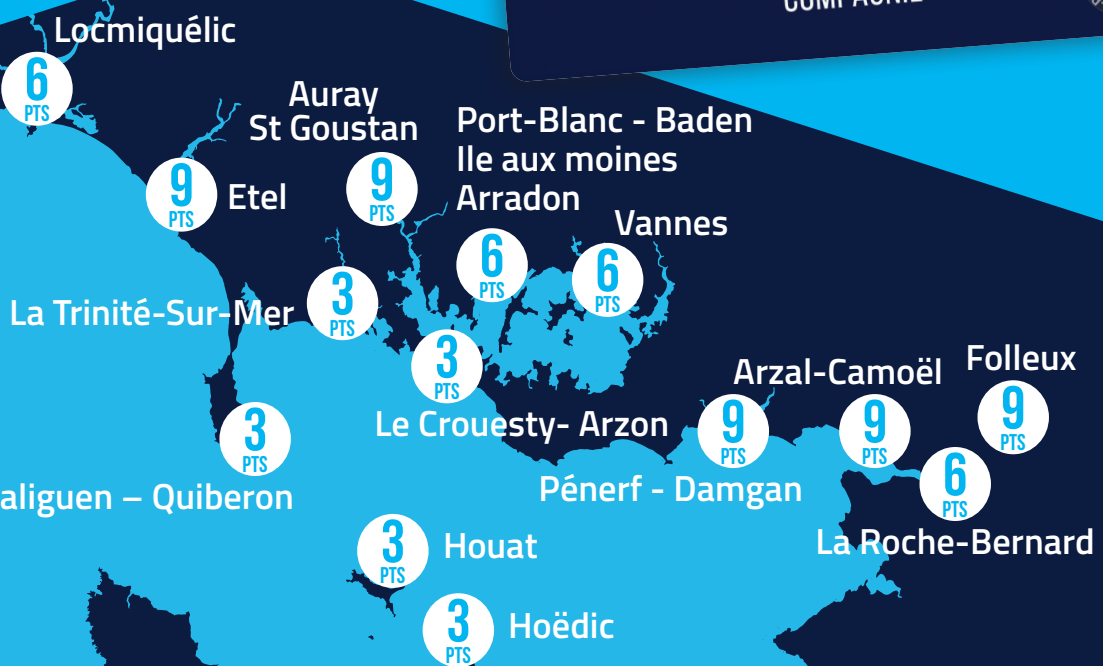 COMPAGNIE
Locmiquélic
6
PTS
Auray
St Goustan
9
PTS
Port-Blanc - Baden
Ile aux moines
Arradon
6
PTS
Vannes
6
PTS
9
PTS
Etel
La Trinité-Sur-Mer
3
PTS
3
PTS
Le Crouesty- Arzon
3
PTS
aliguen – Quiberon
Arzal-Camoël
9
PTS
Folleux
9
PTS
9
PTS
Pénerf - Damgan
6
PTS
La Roche-Bernard
3
PTS
Houat
3
PTS
Hoëdic